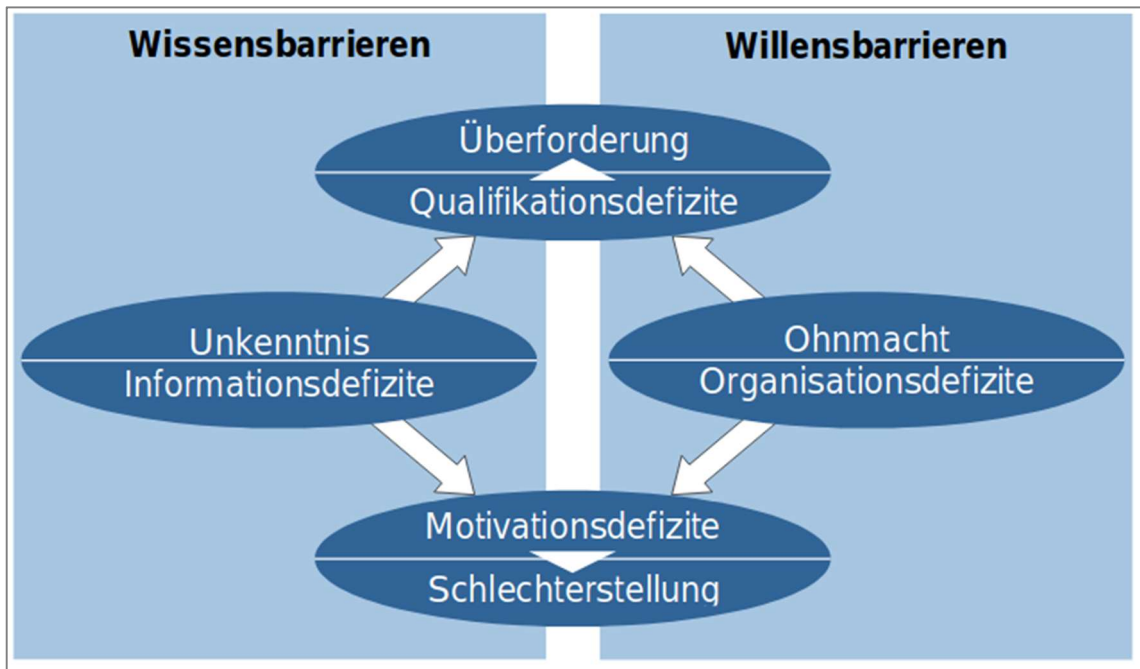 Wissensbarrieren
Willensbarrieren
Überforderung
Qualifikationsdefizite
Unkenntnis
Informationsdefizite
Ohnmacht
Organisationsdefizite
Motivationsdefizite
Schlechterstellung